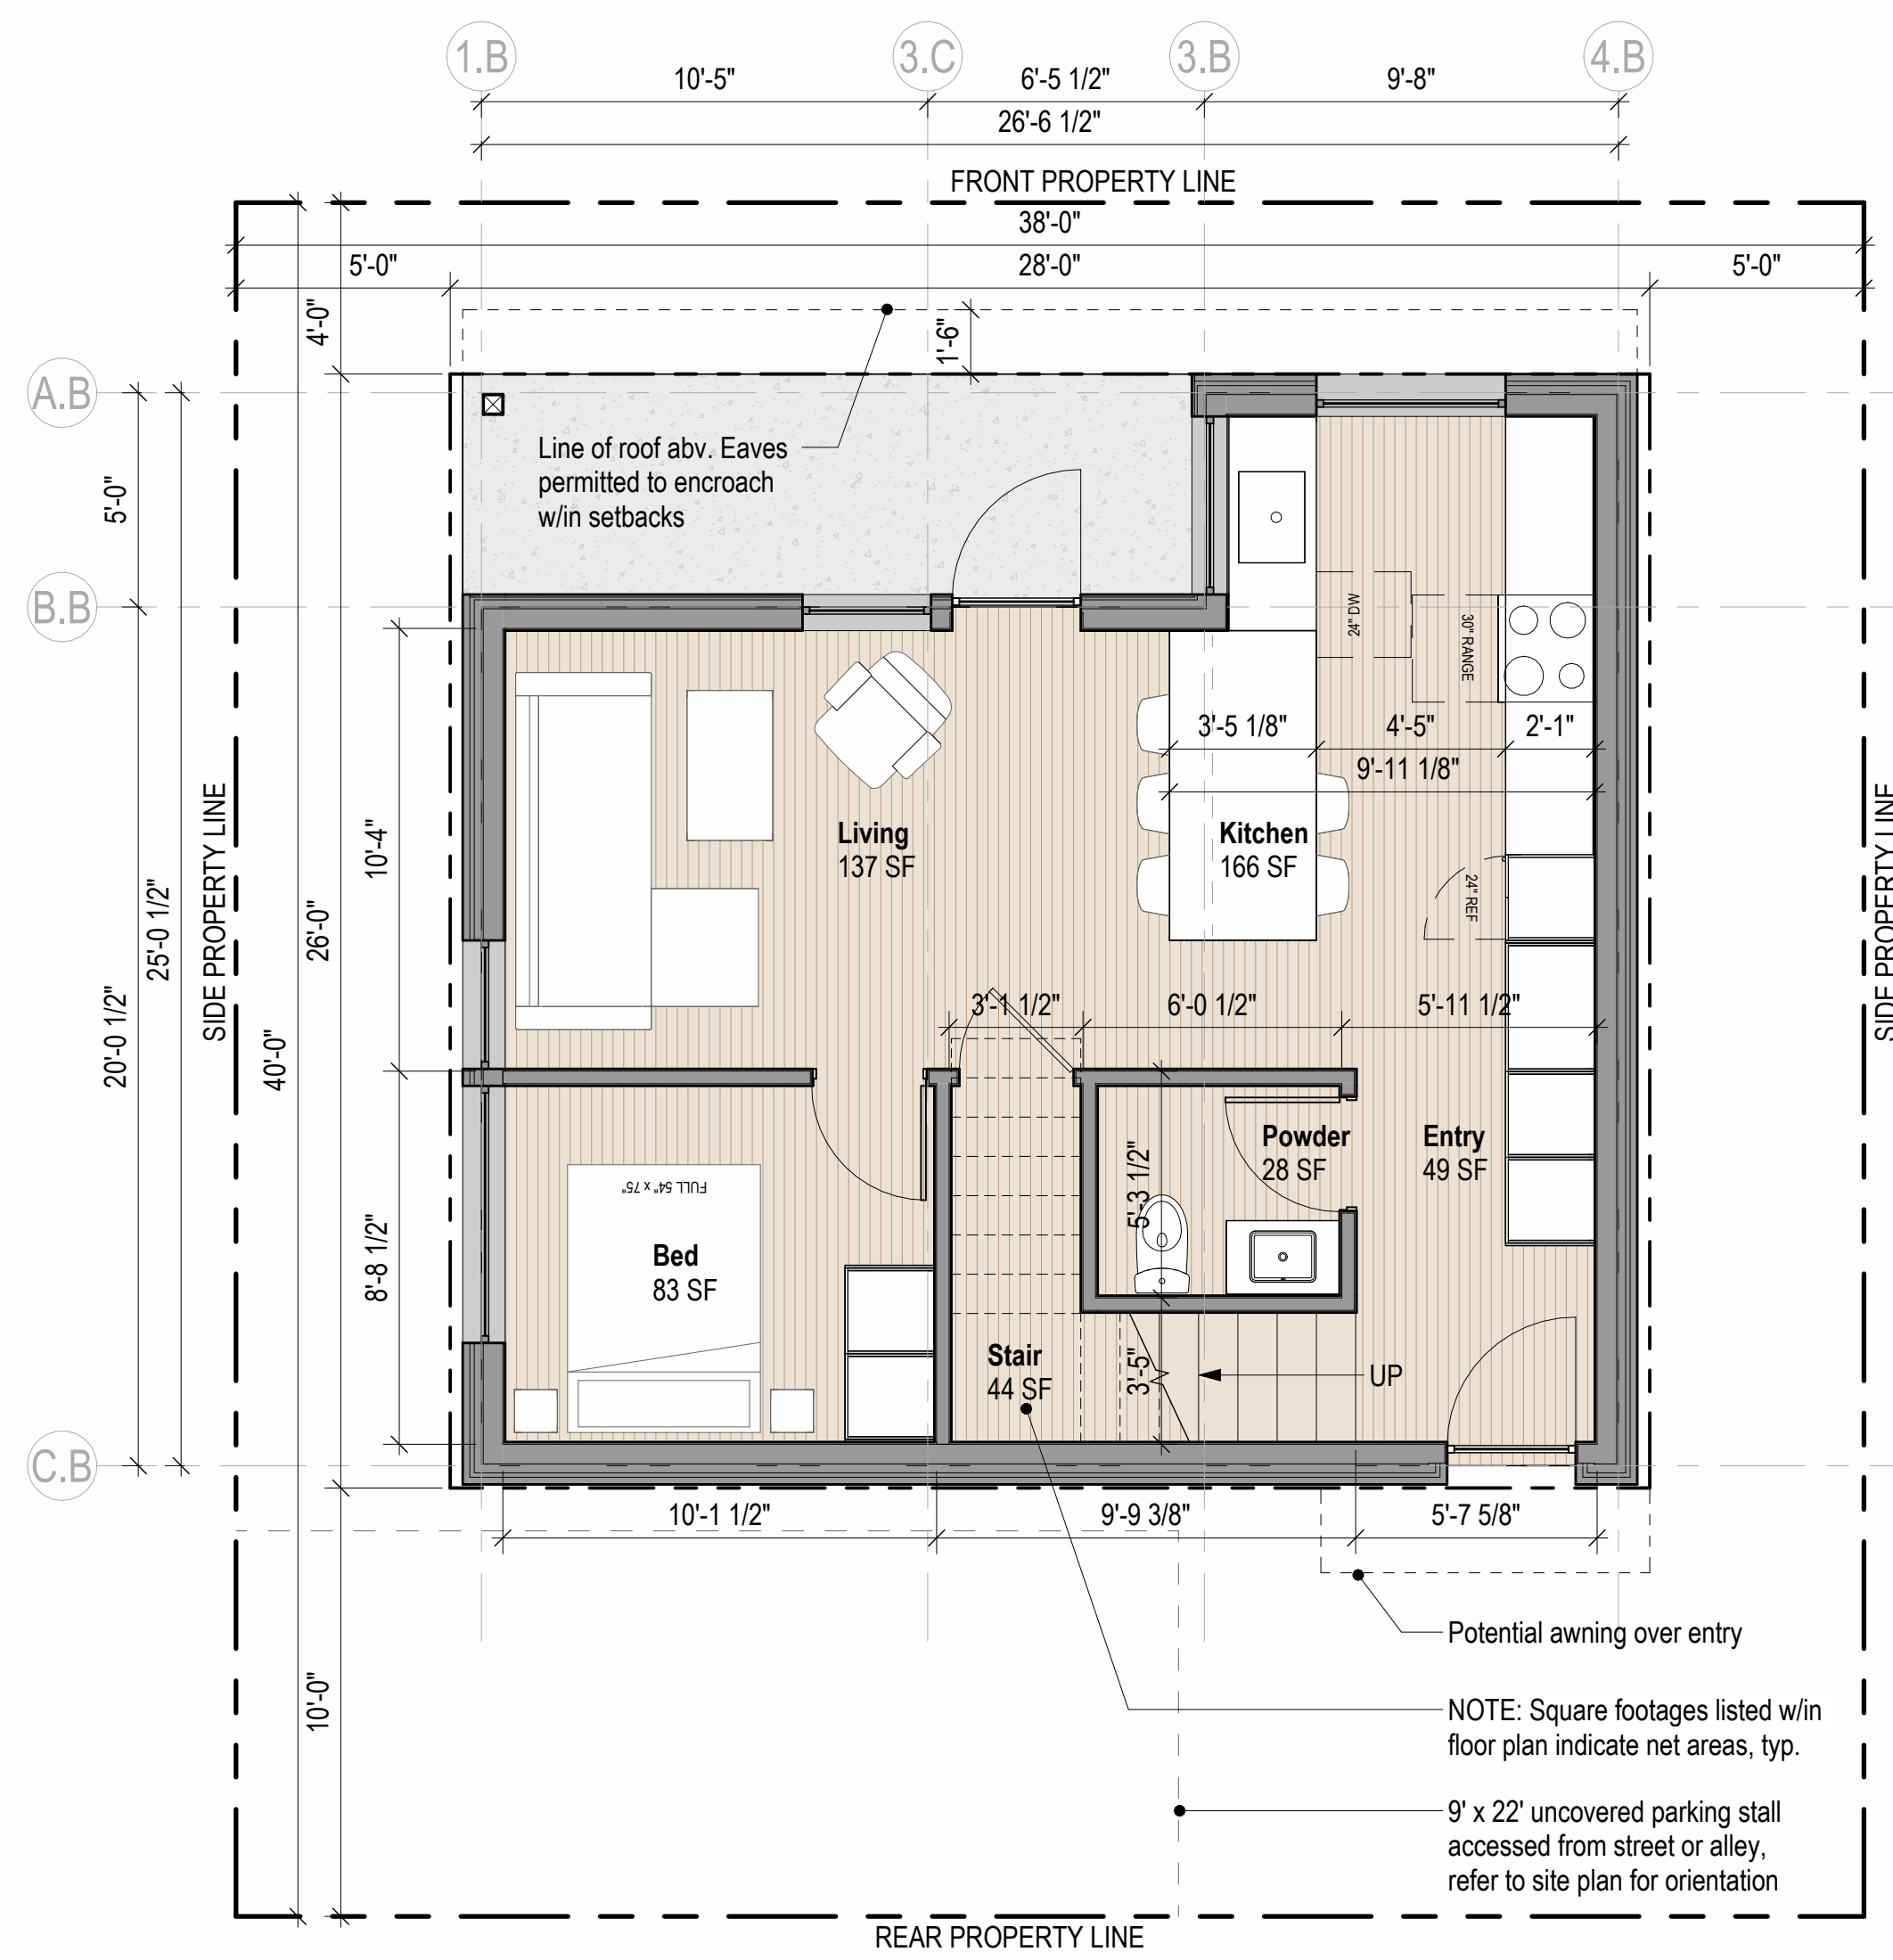 1.B
3.C
3.B
4.B
10'-5"
6'-5 1/2"
9'-8"
26'-6 1/2"
FRONT PROPERTY LINE
38'-0"
5'-0"
28'-0"
5'-0"
4'-0"
1'-6"
A.B
Line of roof abv. Eaves
permitted to encroach
w/in setbacks
5'-0"
B.B
24" DW
30" RANGE
3'-5 1/8"
4'-5"
2'-1"
9'-11 1/8"
SIDE PROPERTY LINE
SIDE PROPERTY LINE
10'-4"
Living
137 SF
Kitchen
166 SF
24" REF
25'-0 1/2"
26'-0"
20'-0 1/2"
40'-0"
3'-1 1/2"
6'-0 1/2"
5'-11 1/2"
Powder
28 SF
Entry
49 SF
5'-3 1/2"
FULL 54" x 75"
8'-8 1/2"
Bed
83 SF
Stair
44 SF
3'-5"
UP
C.B
10'-1 1/2"
9'-9 3/8"
5'-7 5/8"
Potential awning over entry
10'-0"
NOTE: Square footages listed w/in
floor plan indicate net areas, typ.
9' x 22' uncovered parking stall
accessed from street or alley,
refer to site plan for orientation
REAR PROPERTY LINE